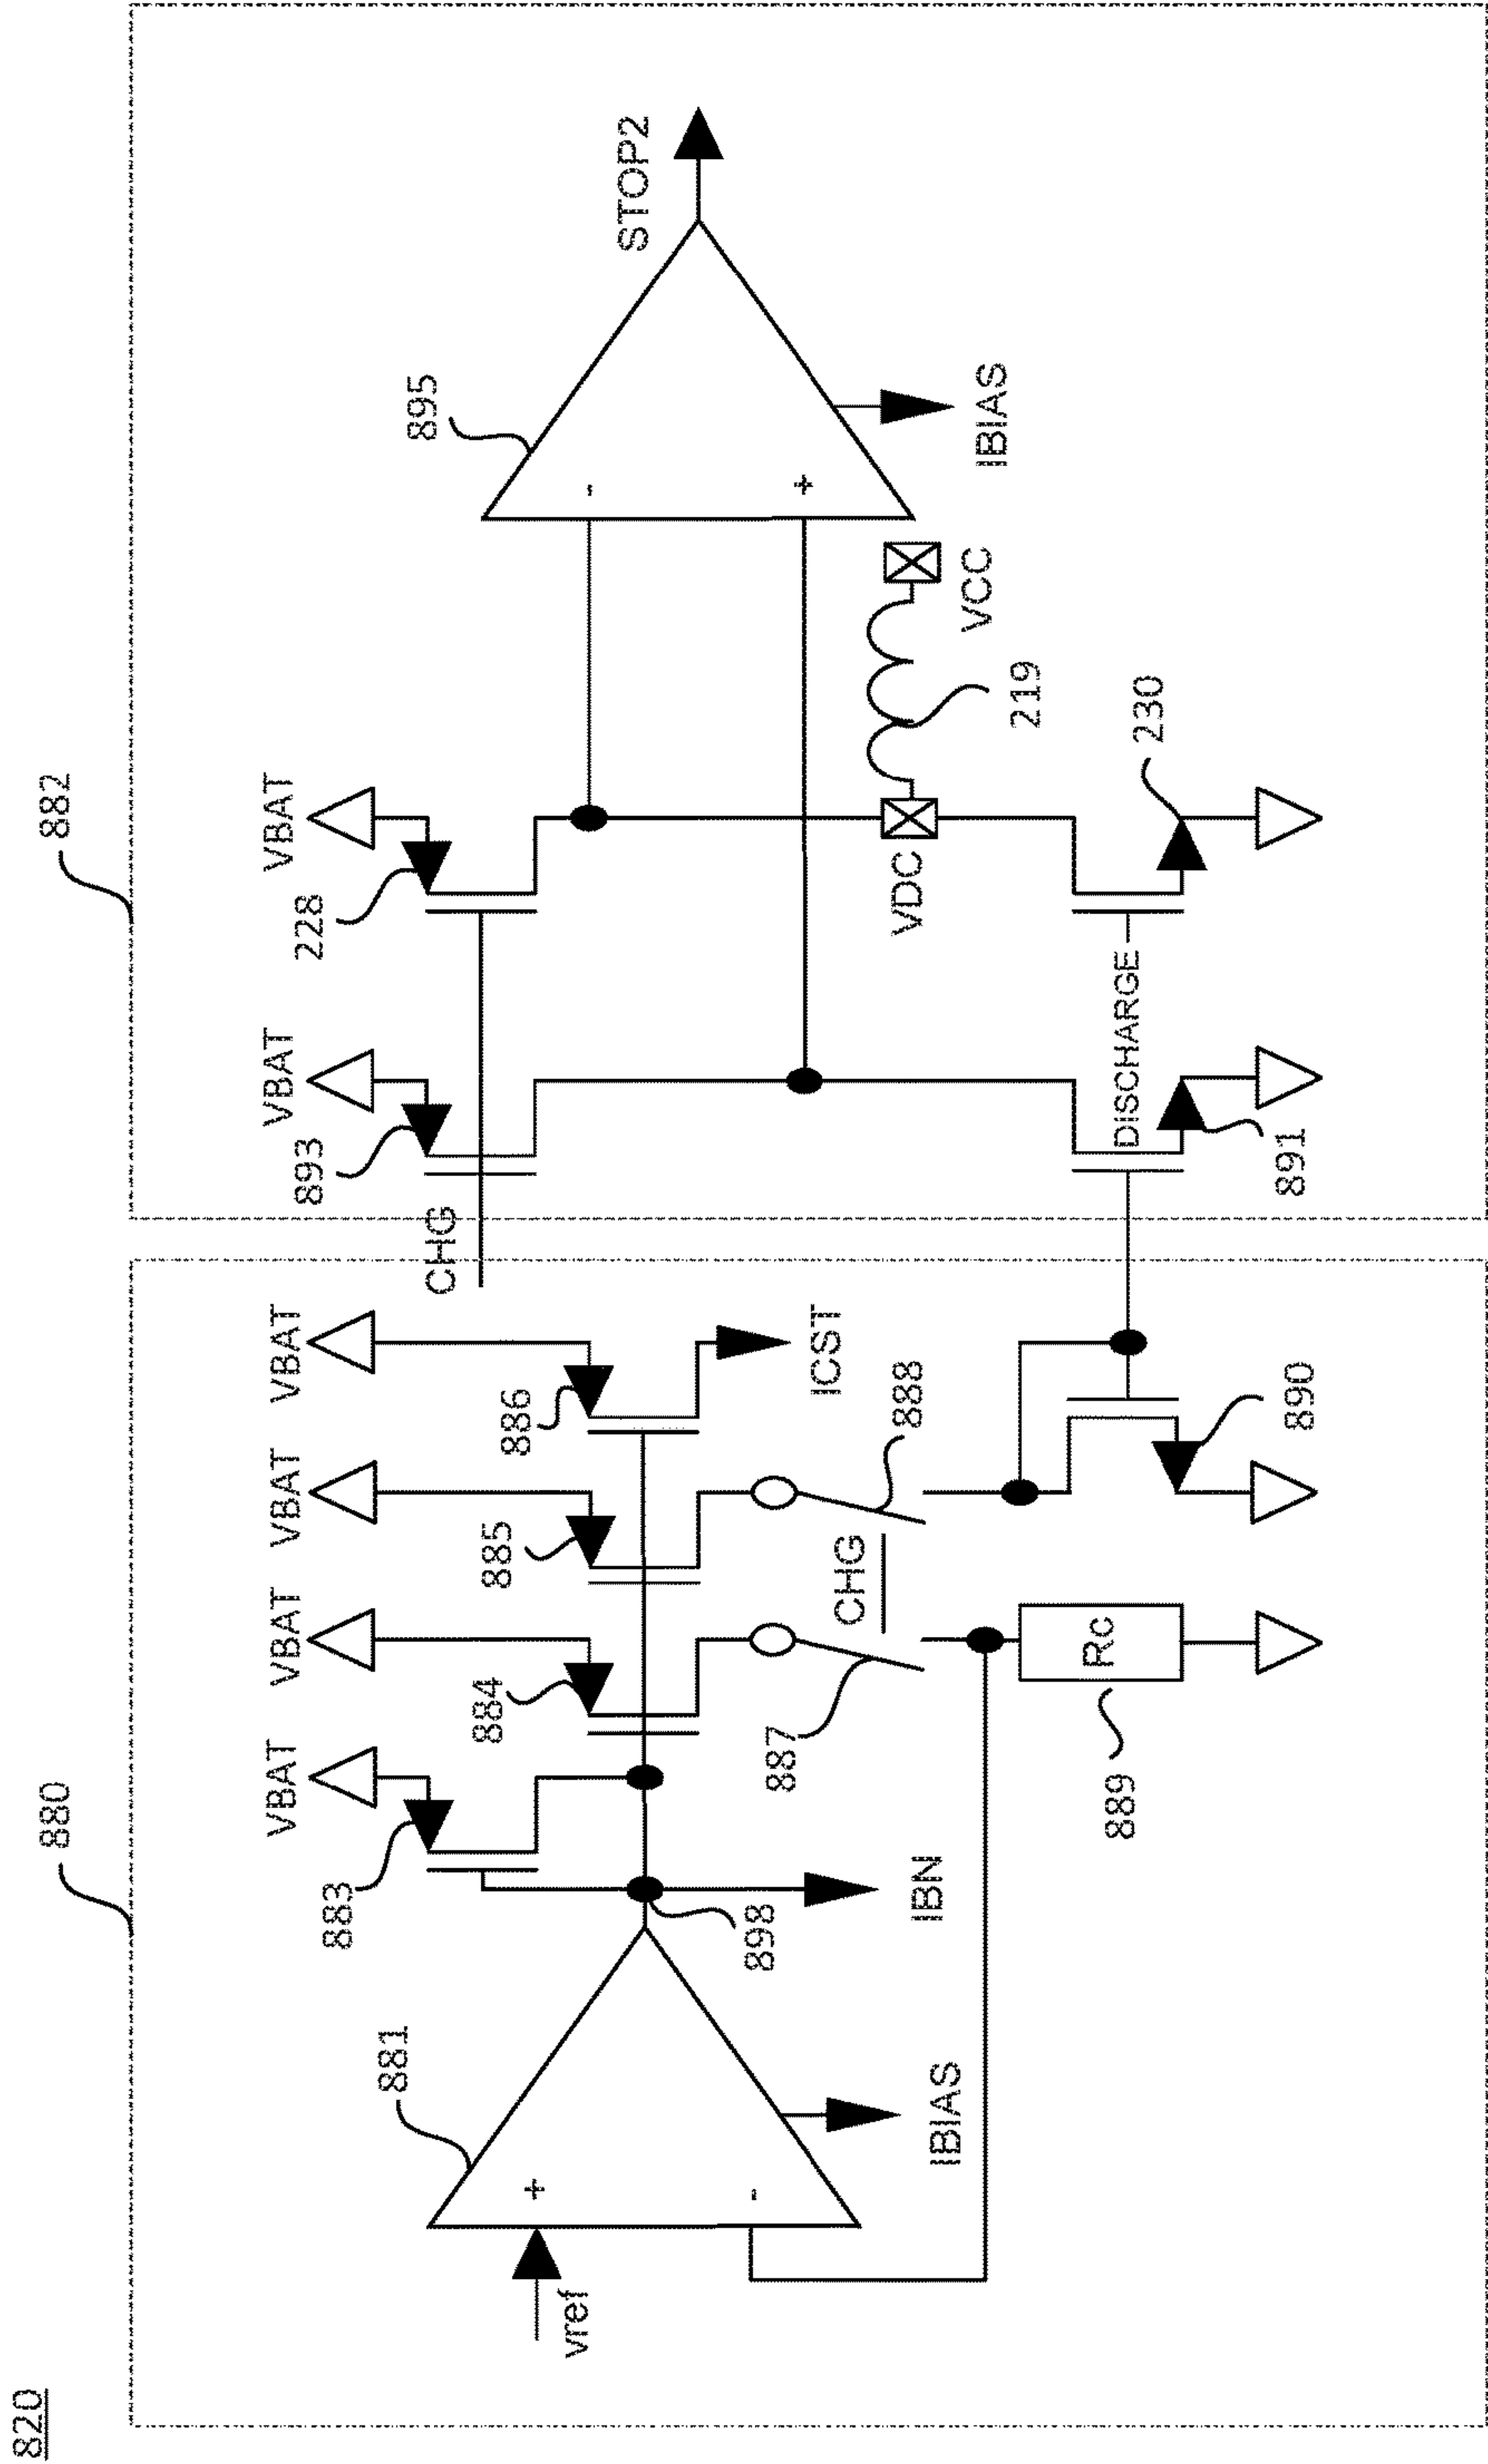 820
880
882
VBAT
VBAT
VBAT
VBAT
VBAT
VBAT
883
884
885
886
893
228
881
895
CHG
STOP2
+
-
-
+
vref
898
887
888
ICST
CHG
IBIAS
IBN
VDC
VCC
IBIAS
219
Rc
889
890
DISCHARGE
891
230